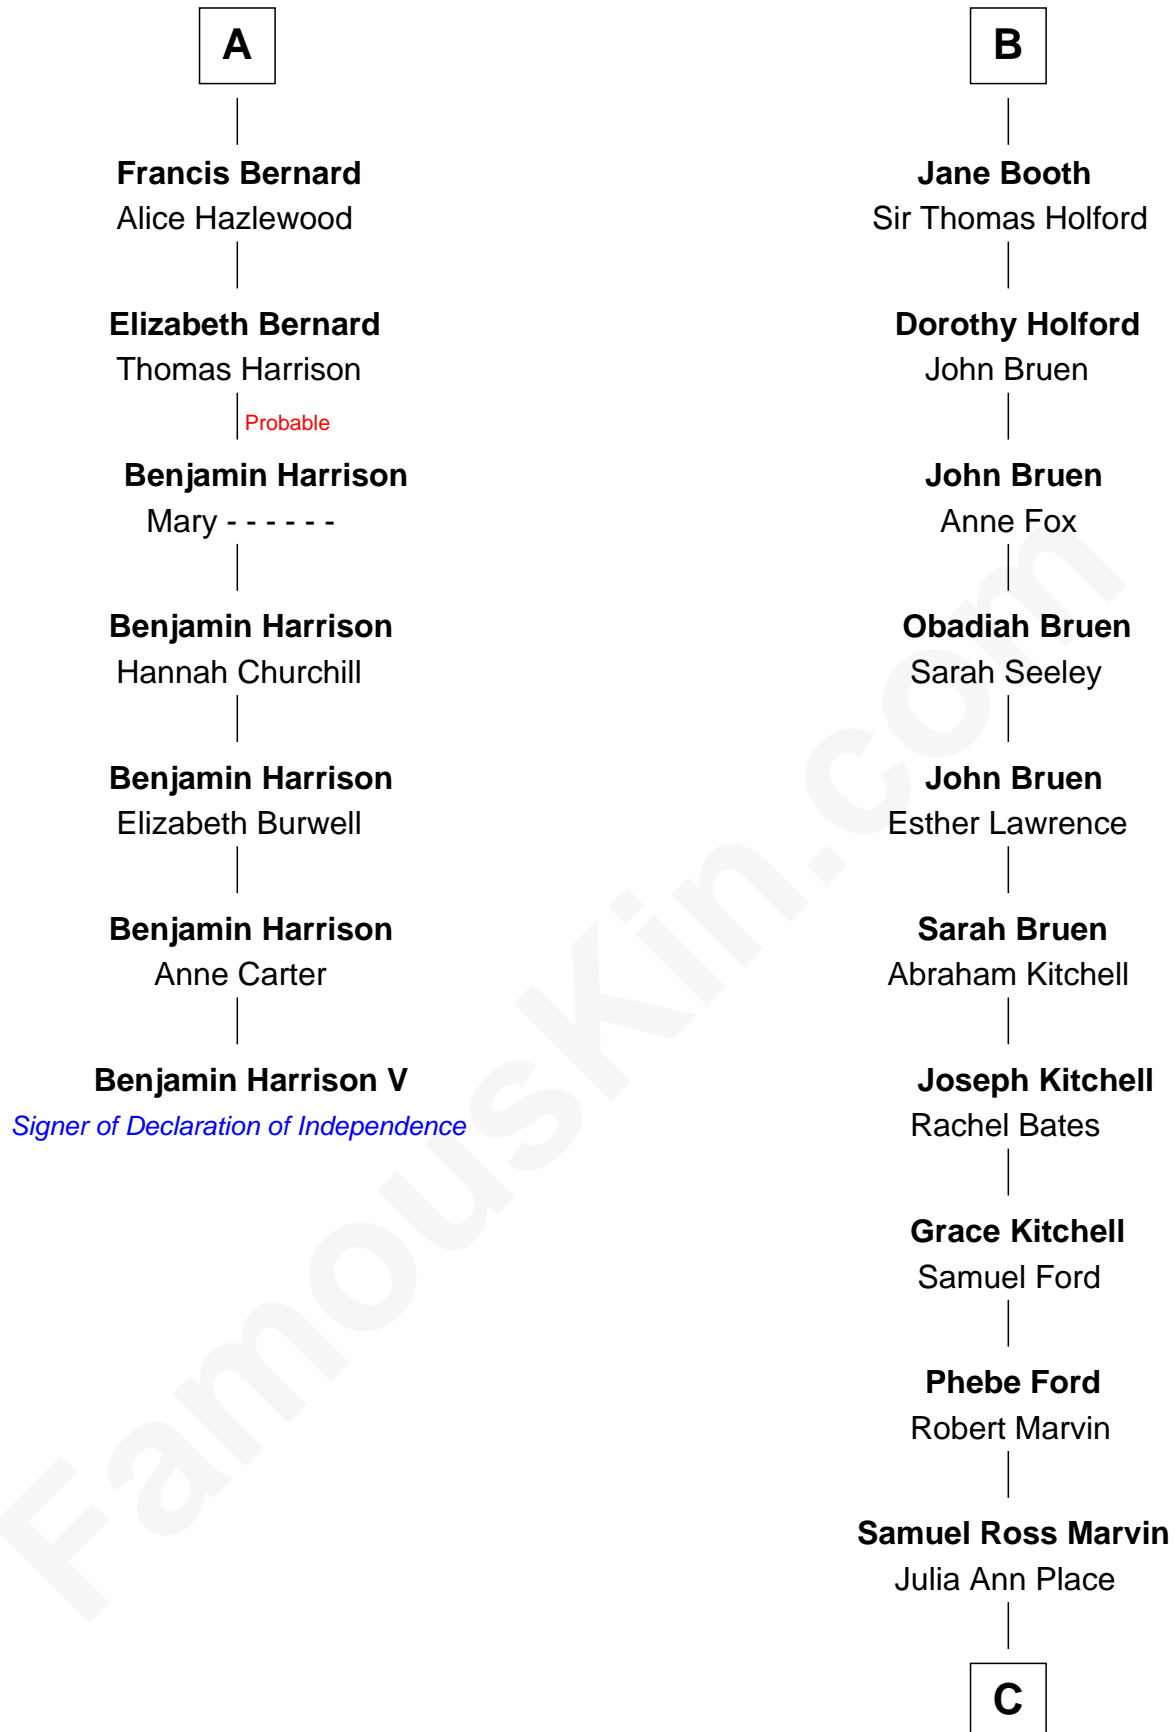 A
Francis Bernard
Alice Hazlewood
Elizabeth Bernard
Thomas Harrison
Probable
Benjamin Harrison
Mary - - - - - -
Benjamin Harrison
Hannah Churchill
Benjamin Harrison
Elizabeth Burwell
Benjamin Harrison
Anne Carter
Benjamin Harrison V
Signer of Declaration of Independence
B
Jane Booth
Sir Thomas Holford
Dorothy Holford
John Bruen
John Bruen
Anne Fox
Obadiah Bruen
Sarah Seeley
John Bruen
Esther Lawrence
Sarah Bruen
Abraham Kitchell
Joseph Kitchell
Rachel Bates
Grace Kitchell
Samuel Ford
Phebe Ford
Robert Marvin
Samuel Ross Marvin
Julia Ann Place
C
FamousKin.com